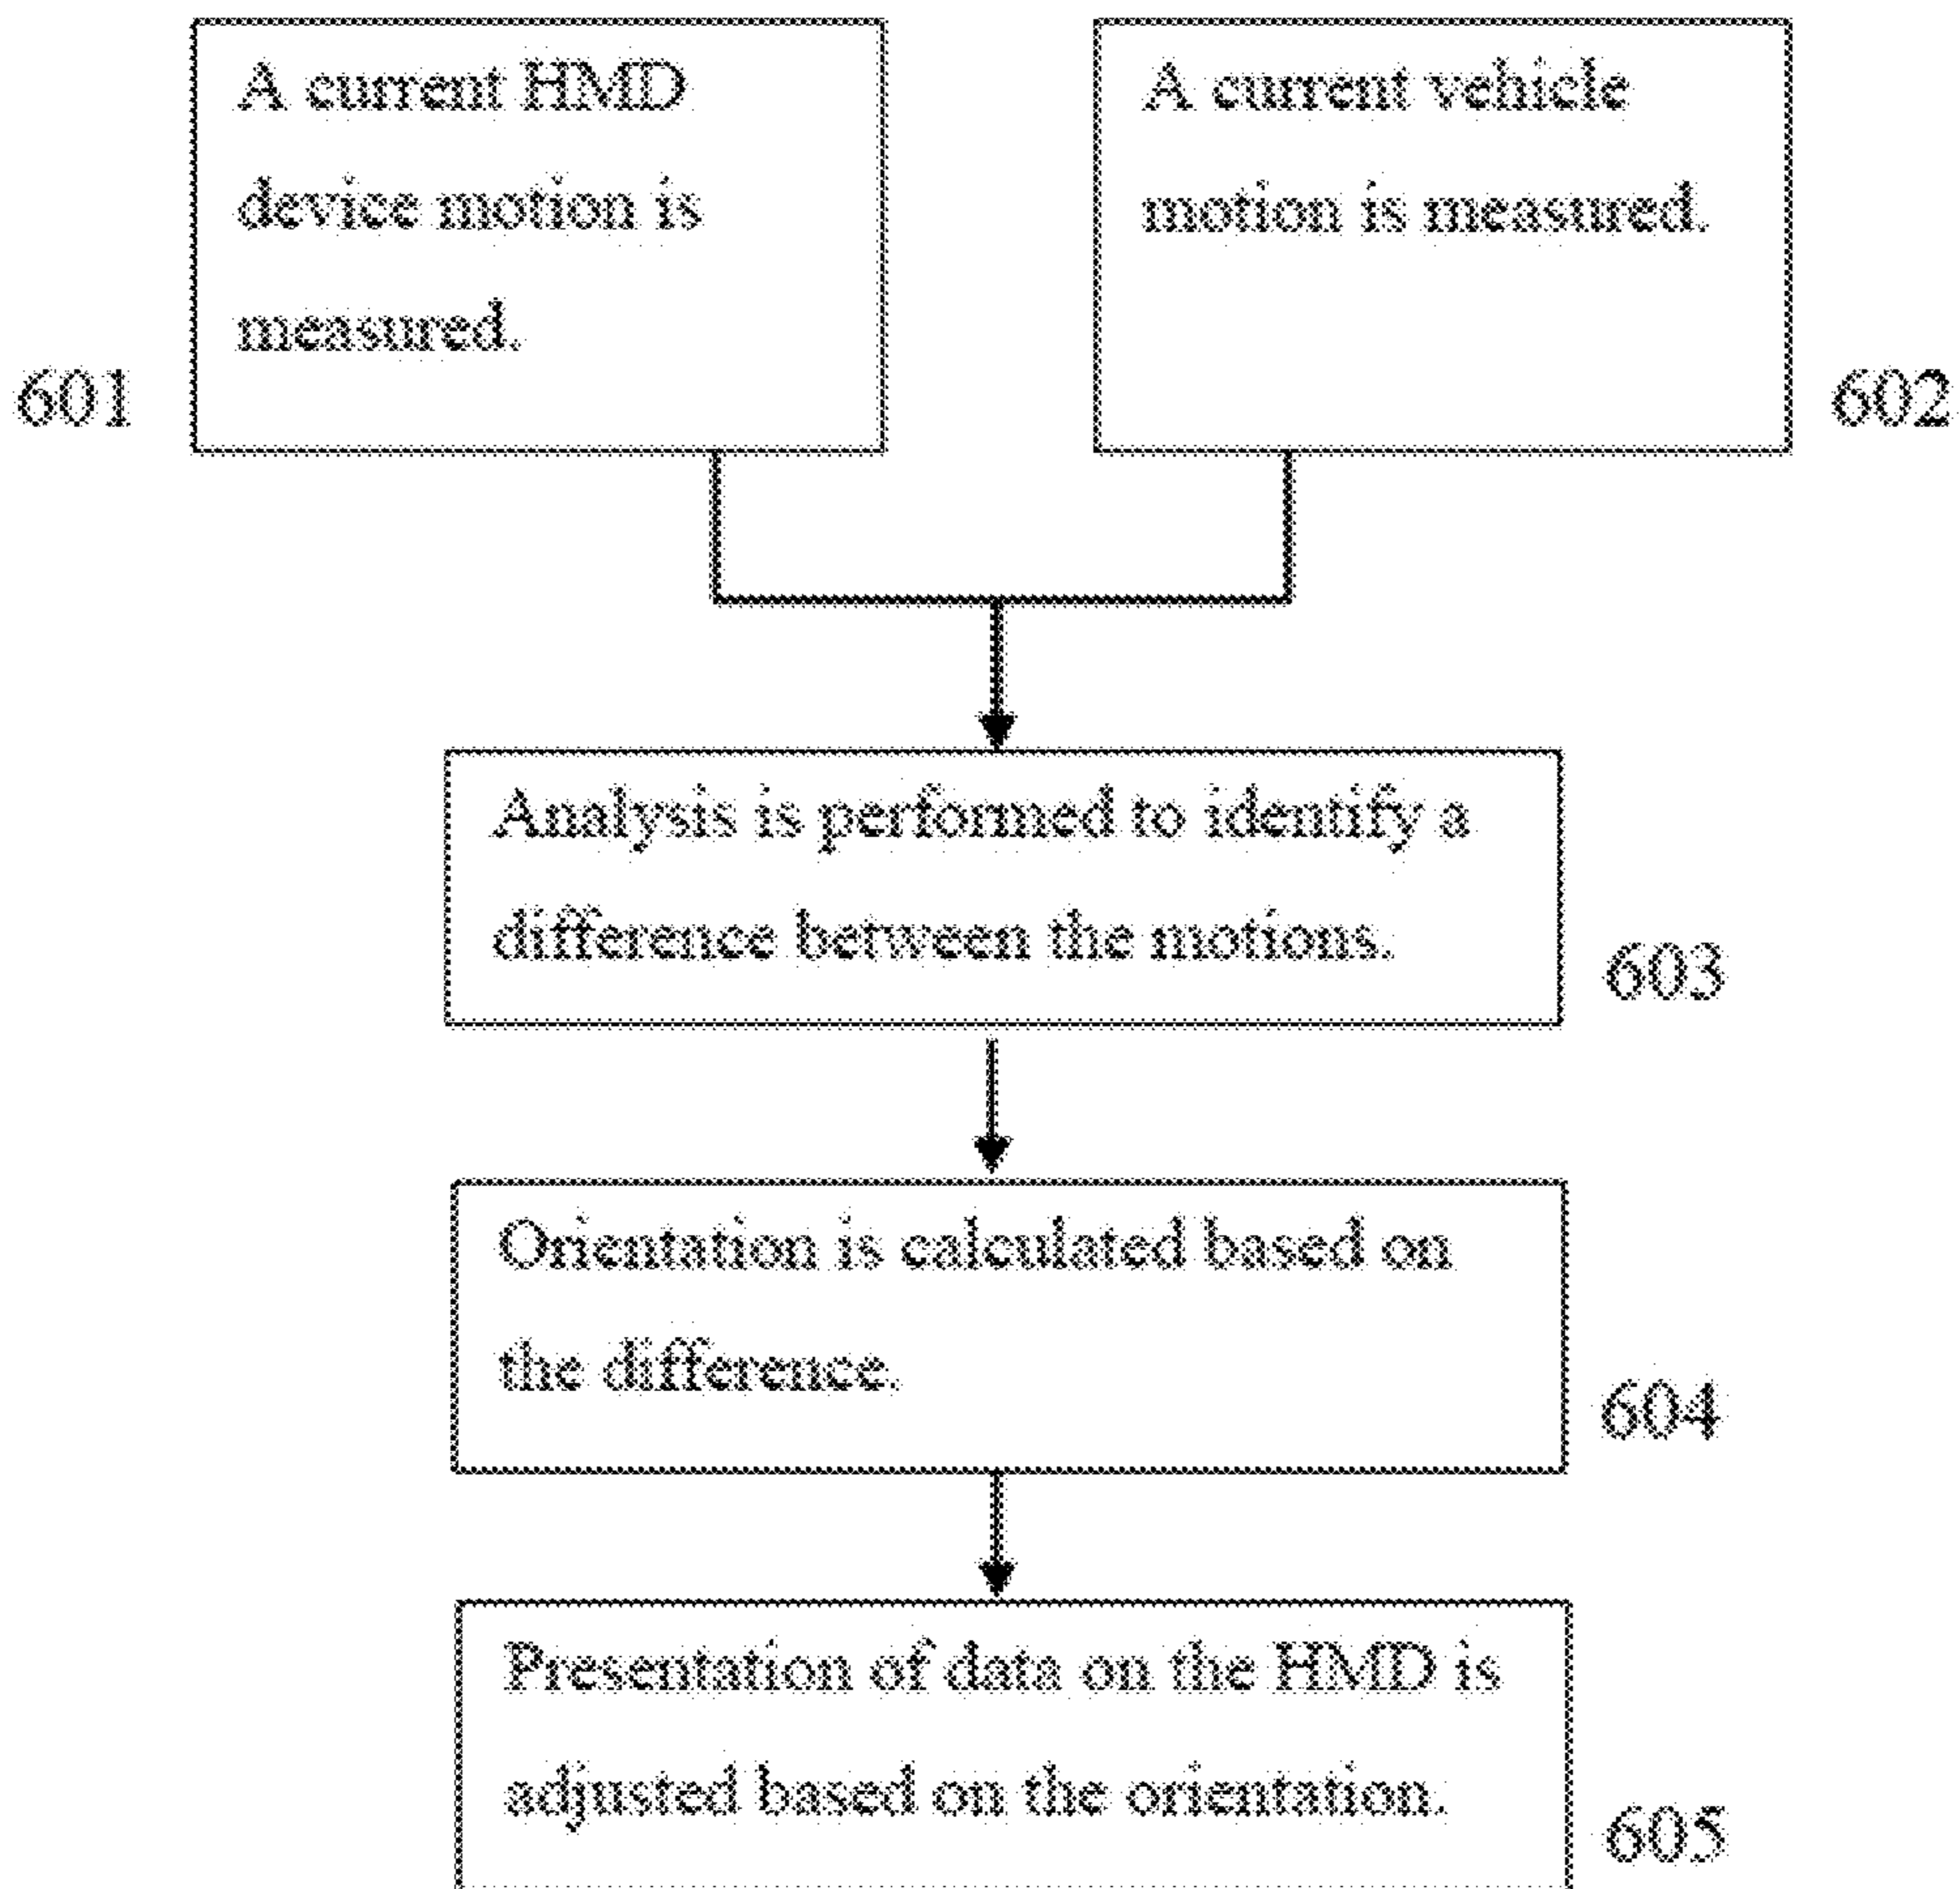 A current HMD
device motion is
measured.
601
A current vehicle
motion is measured.
602
Analysis is performed to identify a
difference between the motions.
603
Orientation is calculated based on
the difference.
604
Presentation of data on the HMD is
adjusted based on the orientation.
605